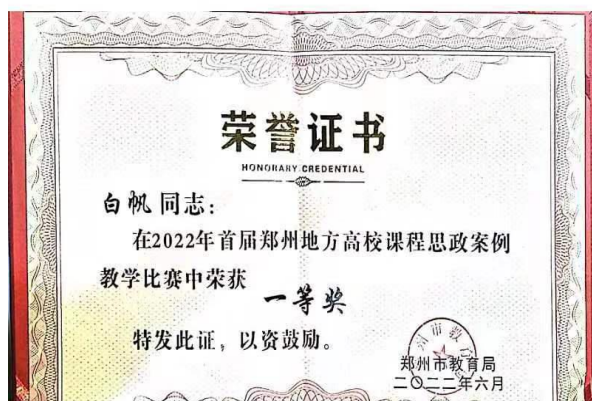 荣誉证书
HONORARY CREDENTIAL
白帆同志：
在2022年首届郑州地方高校课程思政案例
教学比赛中荣获
一等奖
特发此证，以资鼓励。
郑州市教育局
二〇二二年六月